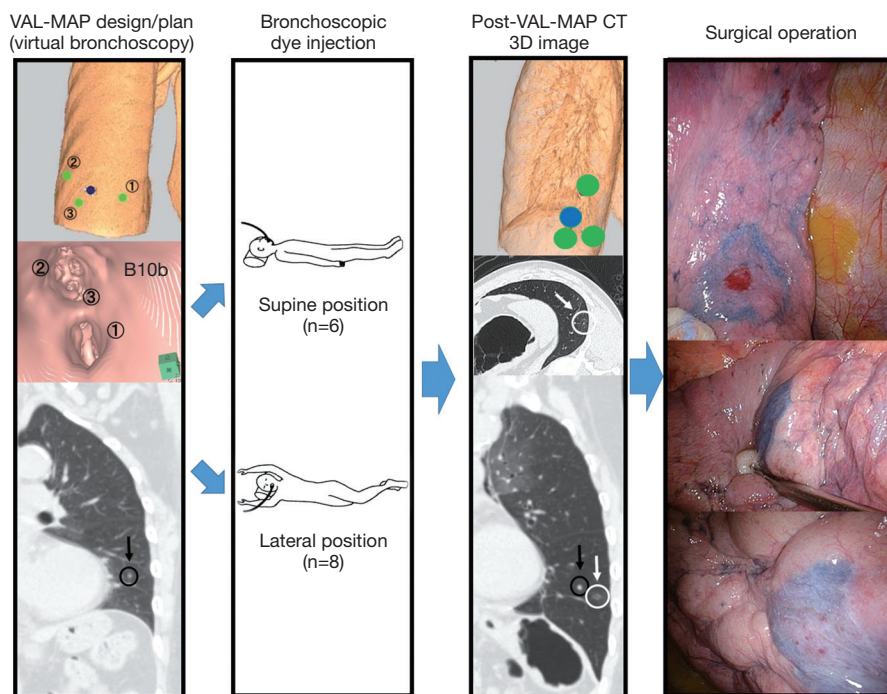 VAL-MAP design/plan
(virtual bronchoscopy)
Bronchoscopic
dye injection
Post-VAL-MAP CT
3D image
Surgical operation
②
①
③
②
B10b
③
①
Supine position
(n=6)
Lateral position
(n=8)